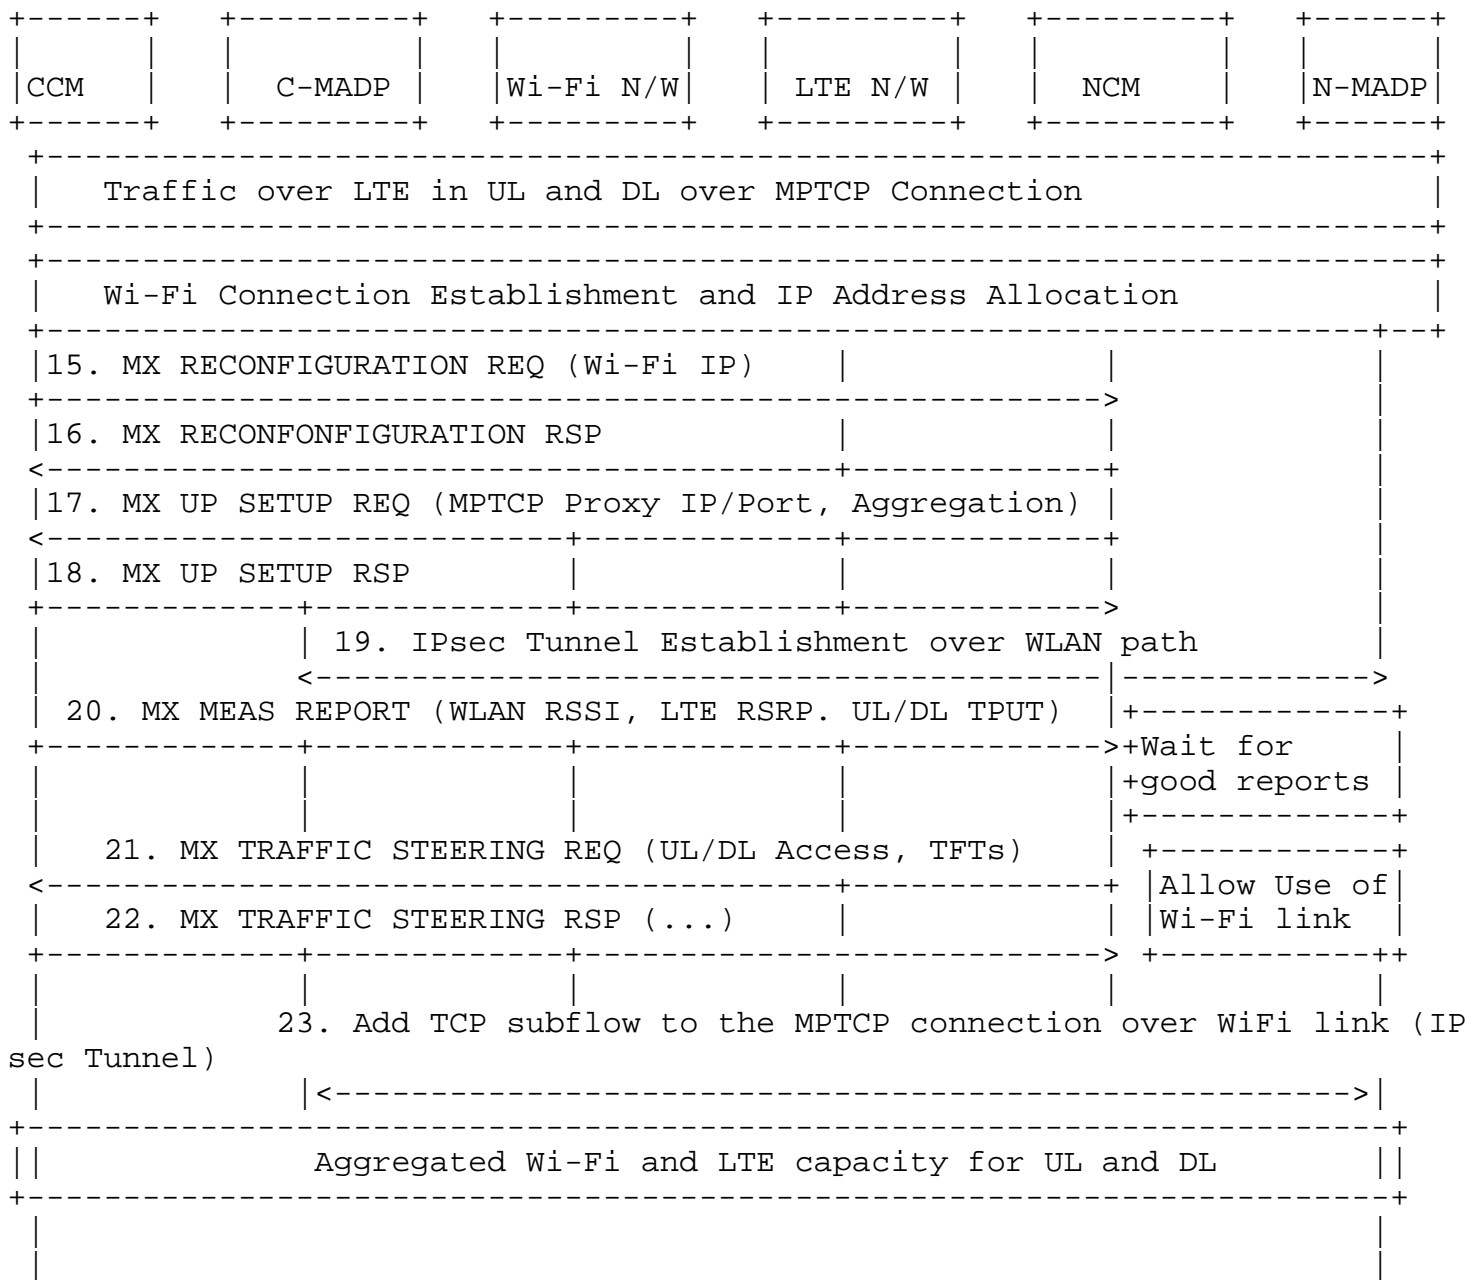 CCM C-MADP Wi-Fi N/W LTE N/W NCM N-MADP
Traffic over LTE in UL and DL over MPTCP Connection
Wi-Fi Connection Establishment and IP Address Allocation
15. MX RECONFIGURATION REQ (Wi-Fi IP)
16. MX RECONFONFIGURATION RSP
17. MX UP SETUP REQ (MPTCP Proxy IP/Port, Aggregation)
18. MX UP SETUP RSP
19. IPsec Tunnel Establishment over WLAN path
20. MX MEAS REPORT (WLAN RSSI, LTE RSRP. UL/DL TPUT)
Wait for
good reports
21. MX TRAFFIC STEERING REQ (UL/DL Access, TFTs)
Allow Use of
22. MX TRAFFIC STEERING RSP (...) Wi-Fi link
23. Add TCP subflow to the MPTCP connection over WiFi link (IP
sec Tunnel)
Aggregated Wi-Fi and LTE capacity for UL and DL